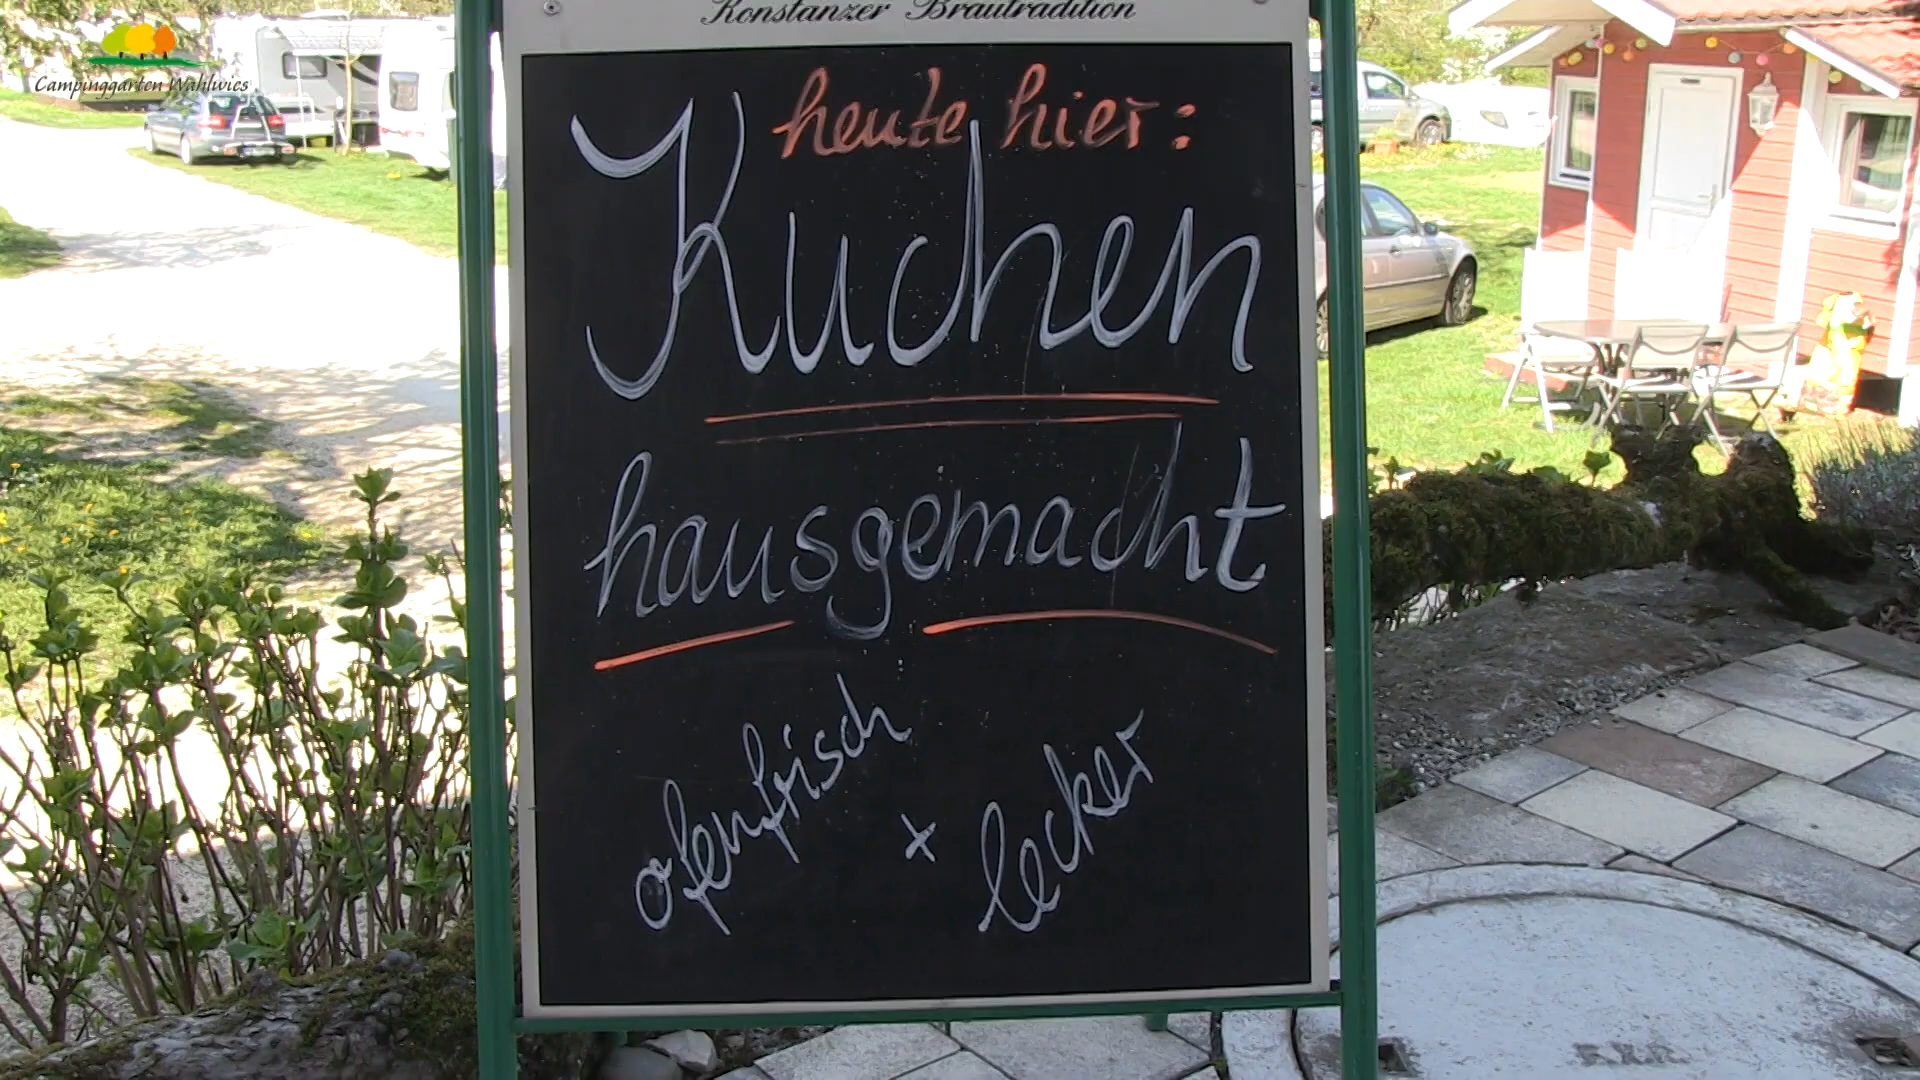 Konstanzer Brautradition
Campinggarten Wahlwies
heute hier:
Kuchen
hausgemacht
ofenfrisch
+ lecker